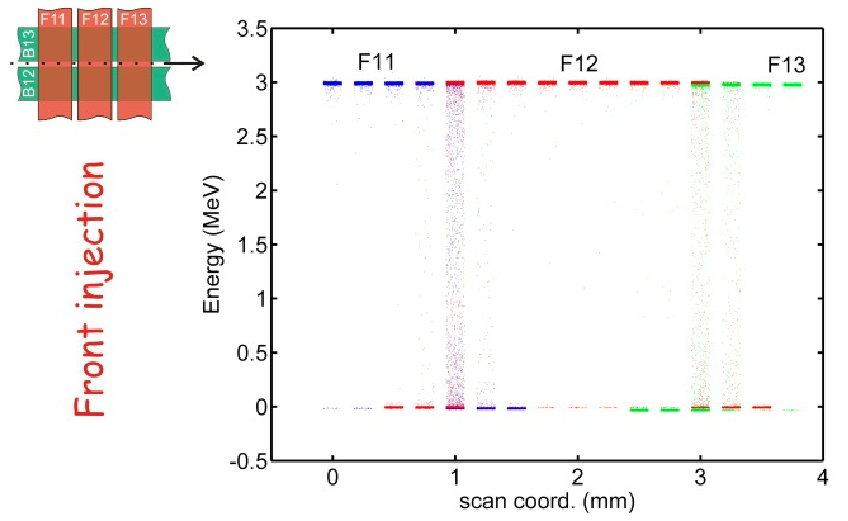 F11 F12 F13
B13
B12
Front injection
F11 F12 F13
3.5
3
2.5
2
1.5
1
0.5
0
-0.5
Energy (MeV)
0 1 2 3 4
scan coord. (mm)